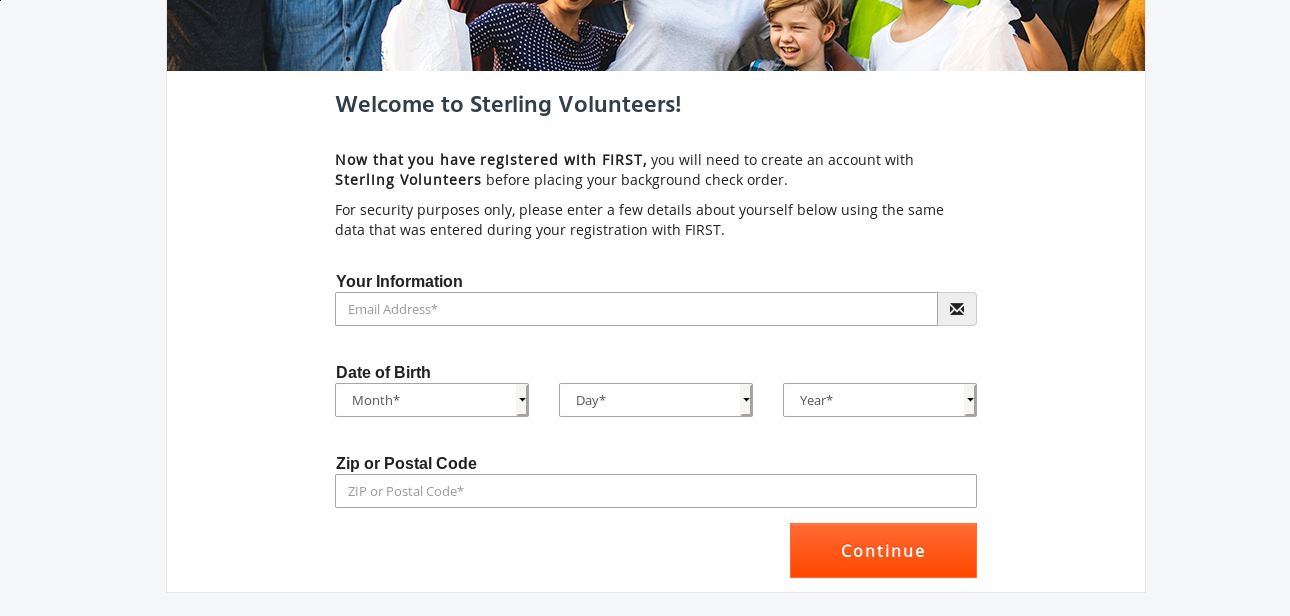 Welcome to Sterling Volunteers!
Now that you have registered with FIRST, you will need to create an account with
Sterling Volunteers before placing your background check order.
For security purposes only, please enter a few details about yourself below using the same
data that was entered during your registration with FIRST.
Your Information
Email Address*
Date of Birth
Month* Day* Year*
Zip or Postal Code
ZIP or Postal Code*
Continue